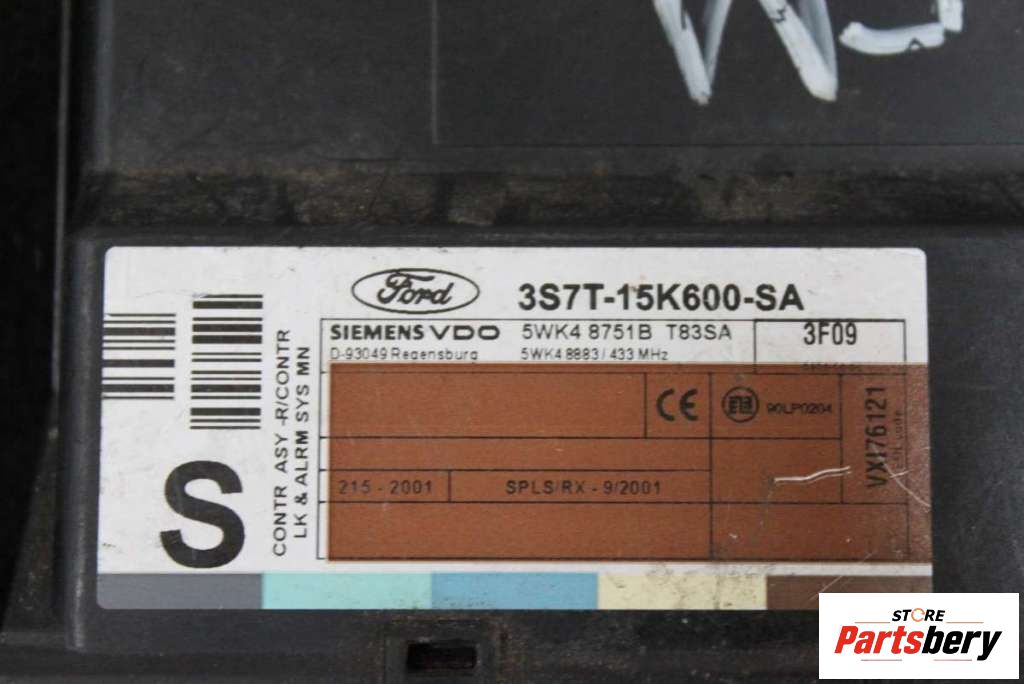 Ford
3S7T-15K600-SA
SIEMENS VDO 5WK4 8751B T83SA 3F09
D-93049 Regensburg 5WK4 8883 / 433 MHz
CONTR ASY -R/CONTR
LK & ALRM SYS MN
S
CE
90LP0204
VXI76121
215 - 2001 SPLS/RX - 9/2001
STORE
Partsbery